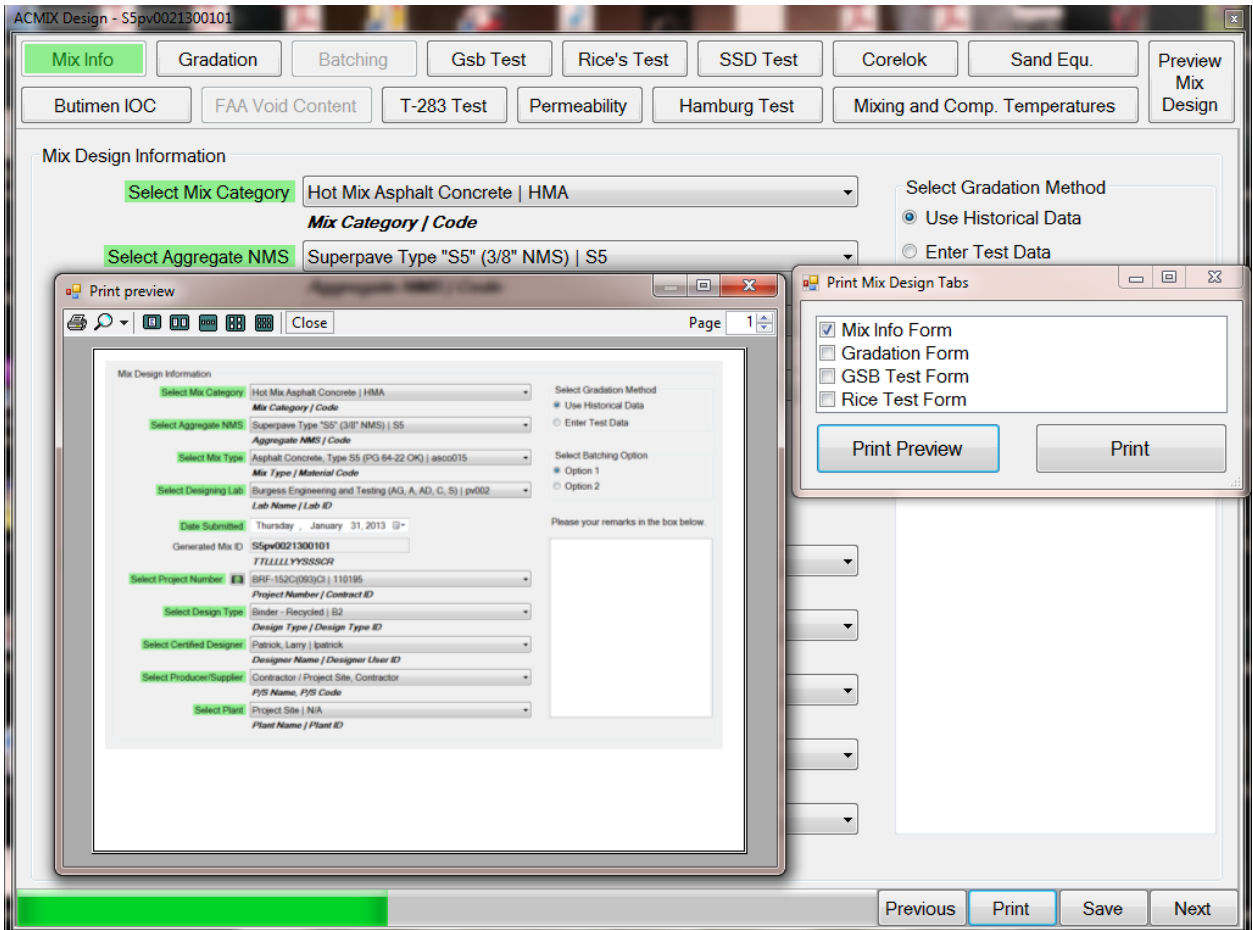 ACMIX Design - S5pv0021300101
x
Mix Info Gradation Batching Gsb Test Rice's Test SSD Test Corelok Sand Equ. Preview Mix Design
Butimen IOC FAA Void Content T-283 Test Permeability Hamburg Test Mixing and Comp. Temperatures
Mix Design Information
Select Mix Category Hot Mix Asphalt Concrete | HMA
Mix Category / Code
Select Aggregate NMS Superpave Type "S5" (3/8" NMS) | S5
Aggregate NMS / Code
Select Gradation Method
Use Historical Data
Enter Test Data
Print preview
Close
Page 1
Mix Design Information
Select Mix Category Hot Mix Asphalt Concrete | HMA
Mix Category / Code
Select Aggregate NMS Superpave Type "S5" (3/8" NMS) | S5
Aggregate NMS / Code
Select Mix Type Asphalt Concrete, Type S5 (PG 64-22 OK) | asco015
Mix Type / Material Code
Select Designing Lab Burgess Engineering and Testing (AG, A, AD, C, S) | pv002
Lab Name / Lab ID
Date Submitted Thursday , January 31, 2013
Generated Mix ID S5pv0021300101
TTLLLLLYYSSSCR
Select Project Number BRF-152C(093)CI | 110195
Project Number / Contract ID
Select Design Type Binder - Recycled | B2
Design Type / Design Type ID
Select Certified Designer Patrick, Larry | lpatrick
Designer Name / Designer User ID
Select Producer/Supplier Contractor / Project Site, Contractor
P/S Name, P/S Code
Select Plant Project Site | N/A
Plant Name / Plant ID
Select Gradation Method
Use Historical Data
Enter Test Data
Select Batching Option
Option 1
Option 2
Please your remarks in the box below.
Print Mix Design Tabs
Mix Info Form
Gradation Form
GSB Test Form
Rice Test Form
Print Preview Print
Previous Print Save Next